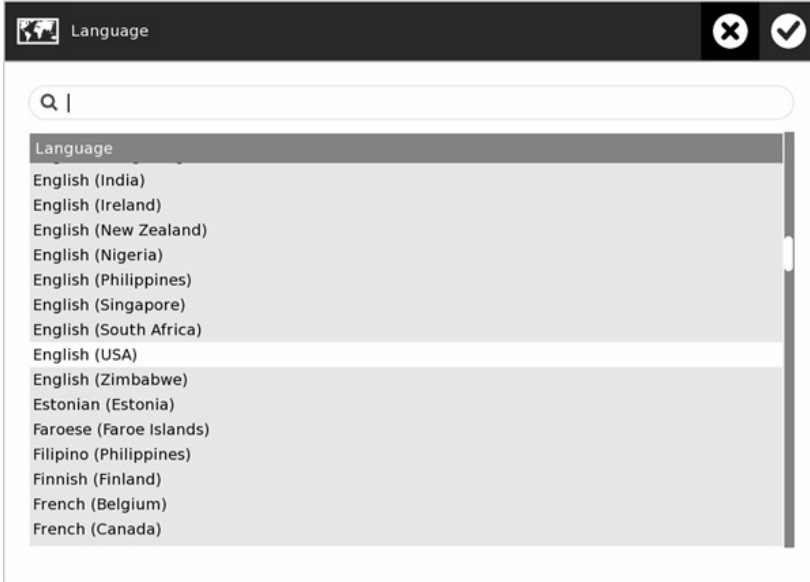 Language
Language
English (India)
English (Ireland)
English (New Zealand)
English (Nigeria)
English (Philippines)
English (Singapore)
English (South Africa)
English (USA)
English (Zimbabwe)
Estonian (Estonia)
Faroese (Faroe Islands)
Filipino (Philippines)
Finnish (Finland)
French (Belgium)
French (Canada)